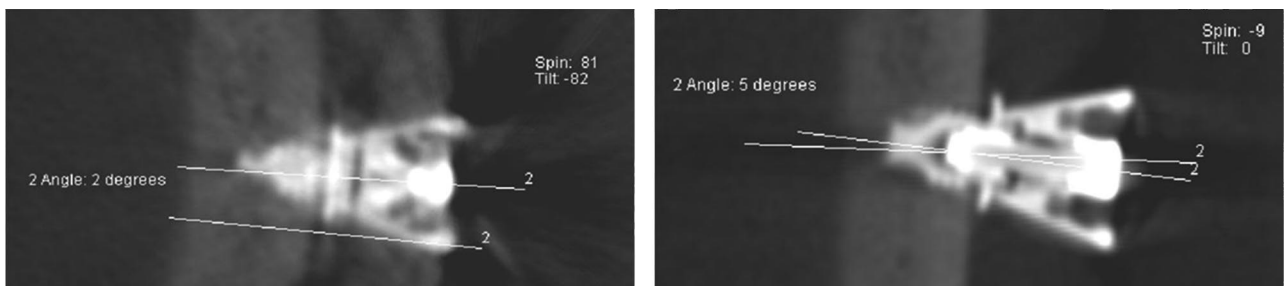 Spin: 81
Tilt: -82
2 Angle: 2 degrees
2
2
Spin: -9
Tilt: 0
2 Angle: 5 degrees
2
2